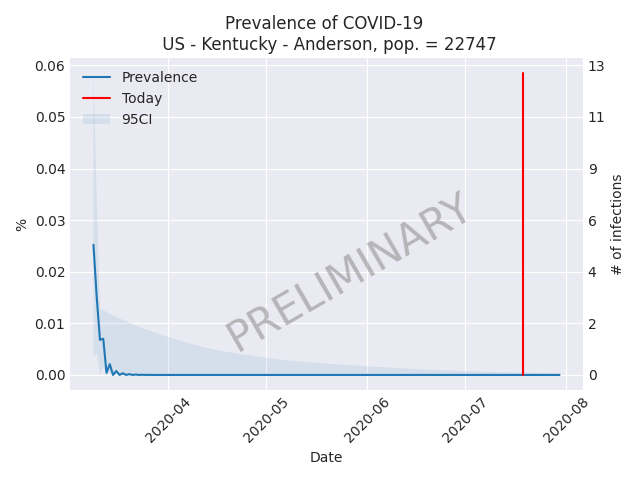 Prevalence of COVID-19
US - Kentucky - Anderson, pop. = 22747
0.06
0.05
0.04
0.03
0.02
0.01
0.00
%
Prevalence
Today
95CI
PRELIMINARY
13
11
9
6
4
2
0
# of infections
2020-04
2020-05
2020-06
2020-07
2020-08
Date